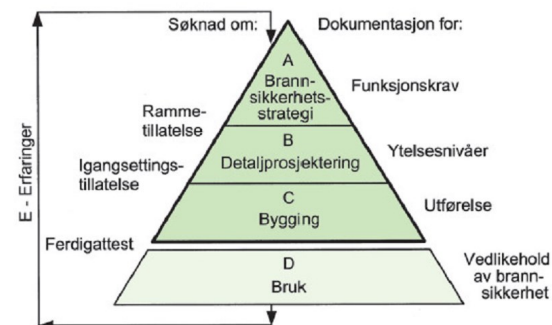 Søknad om:
Dokumentasjon for:
A
Brann-
sikkerhets-
strategi
Funksjonskrav
Ramme-
tillatelse
B
Detaljprosjektering
Ytelsesnivåer
Igangsettings-
tillatelse
C
Bygging
Utførelse
Ferdigattest
D
Bruk
Vedlikehold
av brann-
sikkerhet
E - Erfaringer